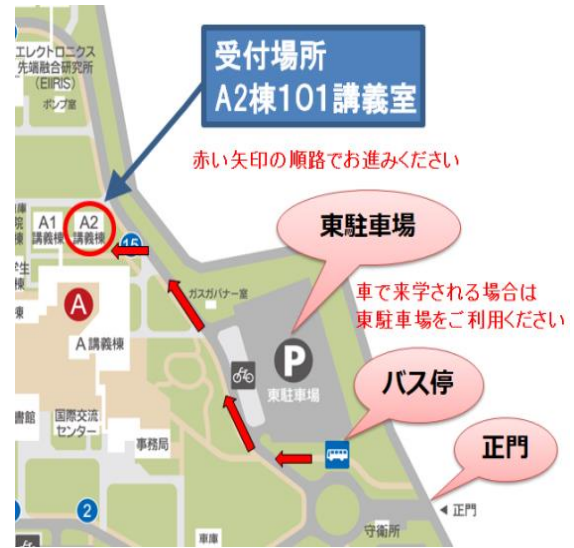 エレクトロニクス
先端融合研究所
(EIIRIS)
ポンプ室
受付場所
A2棟101講義室
赤い矢印の順路でお進みください
A1
講義棟
A2
講義棟
15
東駐車場
ガスガバナー室
車で来学される場合は
東駐車場をご利用ください
A
A講義棟
P
東駐車場
バス停
書館
国際交流
センター
事務局
正門
2
◀正門
守衛所
車庫